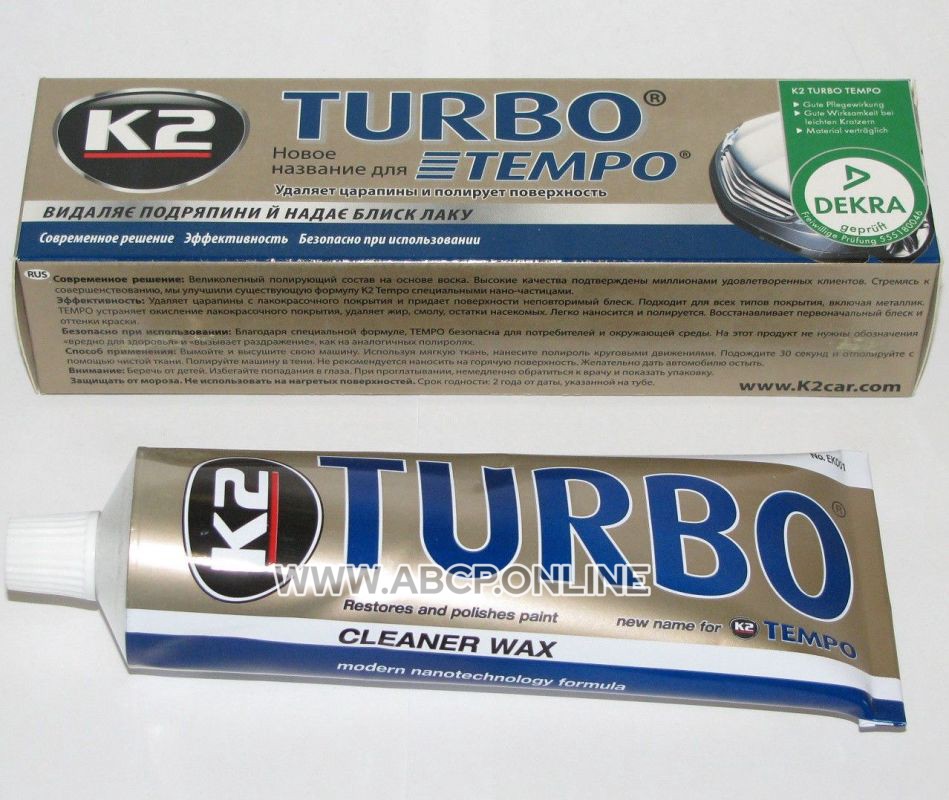 K2
TURBO®
Новое
название для TEMPO®
Удаляет царапины и полирует поверхность
ВИДАЛЯЄ ПОДРЯПИНИ Й НАДАЄ БЛИСК ЛАКУ
Современное решение Эффективность Безопасно при использовании
K2 TURBO TEMPO
Gute Pflegewirkung
Gute Wirksamkeit bei
leichten Kratzern
Material verträglich
DEKRA
geprüft
Freiwillige Prüfung 555180046
RUS Современное решение: Великолепный полирующий состав на основе воска. Высокие качества подтверждены миллионами удовлетворенных клиентов. Стремясь к
совершенствованию, мы улучшили существующую формулу K2 Tempo специальными нано-частицами.
Эффективность: Удаляет царапины с лакокрасочного покрытия и придает поверхности неповторимый блеск. Подходит для всех типов покрытия, включая металлик.
TEMPO устраняет окисление лакокрасочного покрытия, удаляет жир, смолу, остатки насекомых. Легко наносится и полируется. Восстанавливает первоначальный блеск и
оттенки краски.
Безопасно при использовании: Благодаря специальной формуле, TEMPO безопасна для потребителей и окружающей среды. На этот продукт не нужны обозначения
«вредно для здоровья» и «вызывает раздражение», как на аналогичных полиролях.
Способ применения: Вымойте и высушите свою машину. Используя мягкую ткань, нанесите полироль круговыми движениями. Подождите 30 секунд и отполируйте с
помощью чистой ткани. Полируйте машину в тени. Не рекомендуется наносить на горячую поверхность. Желательно дать автомобилю остыть.
Внимание: Беречь от детей. Избегайте попадания в глаза. При проглатывании, немедленно обратиться к врачу и показать упаковку.
Защищать от мороза. Не использовать на нагретых поверхностей. Срок годности: 2 года от даты, указанной на тубе.
www.K2car.com
No. EK001
K2
TURBO®
WWW.ABCP.ONLINE
Restores and polishes paint
new name for K2 TEMPO
CLEANER WAX
modern nanotechnology formula